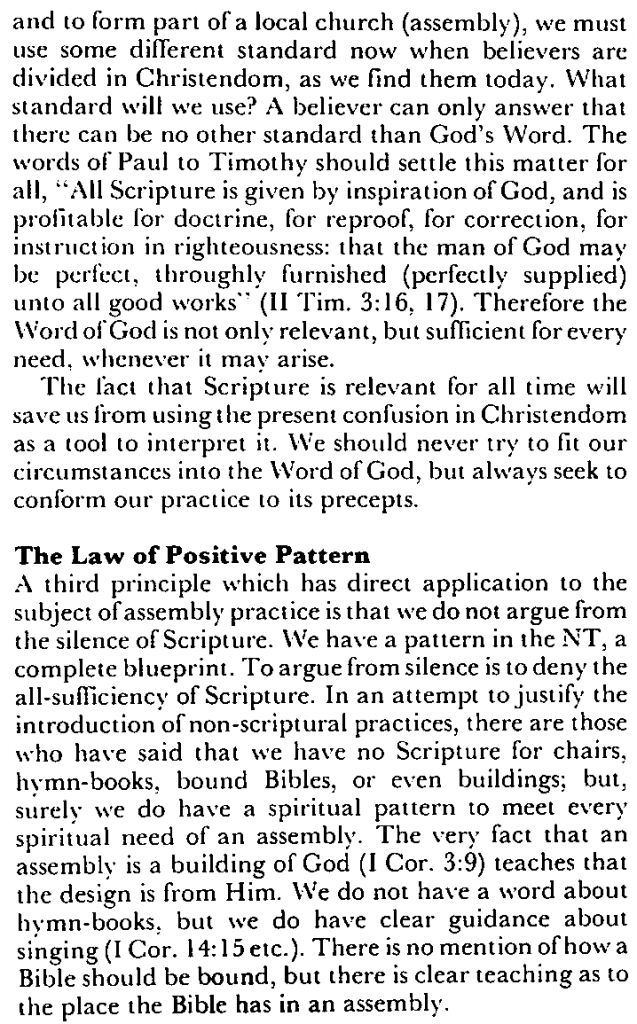 and to form part of a local church (assembly), we must
use some different standard now when believers are
divided in Christendom, as we find them today. What
standard will we use? A believer can only answer that
there can be no other standard than God's Word. The
words of Paul to Timothy should settle this matter for
all, "All Scripture is given by inspiration of God, and is
profitable for doctrine, for reproof, for correction, for
instruction in righteousness: that the man of God may
be perfect, throughly furnished (perfectly supplied)
unto all good works" (II Tim. 3:16, 17). Therefore the
Word of God is not only relevant, but sufficient for every
need, whenever it may arise.
The fact that Scripture is relevant for all time will
save us from using the present confusion in Christendom
as a tool to interpret it. We should never try to fit our
circumstances into the Word of God, but always seek to
conform our practice to its precepts.
The Law of Positive Pattern
A third principle which has direct application to the
subject of assembly practice is that we do not argue from
the silence of Scripture. We have a pattern in the NT, a
complete blueprint. To argue from silence is to deny the
all-sufficiency of Scripture. In an attempt to justify the
introduction of non-scriptural practices, there are those
who have said that we have no Scripture for chairs,
hymn-books, bound Bibles, or even buildings; but,
surely we do have a spiritual pattern to meet every
spiritual need of an assembly. The very fact that an
assembly is a building of God (I Cor. 3:9) teaches that
the design is from Him. We do not have a word about
hymn-books, but we do have clear guidance about
singing (I Cor. 14:15 etc.). There is no mention of how a
Bible should be bound, but there is clear teaching as to
the place the Bible has in an assembly.